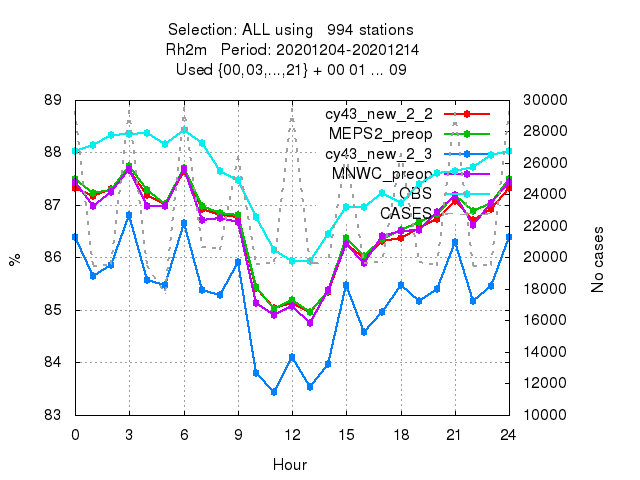 Selection: ALL using   994 stations
Rh2m   Period: 20201204-20201214
Used {00,03,...,21} + 00 01 ... 09
89
88
87
86
85
84
83
30000
28000
26000
24000
22000
20000
18000
16000
14000
12000
10000
cy43_new_2_2
MEPS2_preop
cy43_new_2_3
MNWC_preop
OBS
CASES
%
No cases
0 3 6 9 12 15 18 21 24
Hour